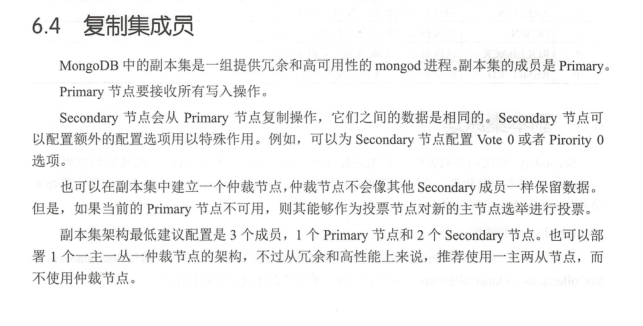 6.4 复制集成员
MongoDB 中的副本集是一组提供冗余和高可用性的 mongod 进程。副本集的成员是 Primary。
Primary 节点要接收所有写入操作。
Secondary 节点会从 Primary 节点复制操作，它们之间的数据是相同的。Secondary 节点可
以配置额外的配置选项用以特殊作用。例如，可以为 Secondary 节点配置 Vote 0 或者 Pirority 0
选项。
也可以在副本集中建立一个仲裁节点，仲裁节点不会像其他 Secondary 成员一样保留数据。
但是，如果当前的 Primary 节点不可用，则其能够作为投票节点对新的主节点选举进行投票。
副本集架构最低建议配置是 3 个成员，1 个 Primary 节点和 2 个 Secondary 节点。也可以部
署 1 个一主一丛一仲裁节点的架构，不过从冗余和高性能上来说，推荐使用一主两从节点，而
不使用仲裁节点。